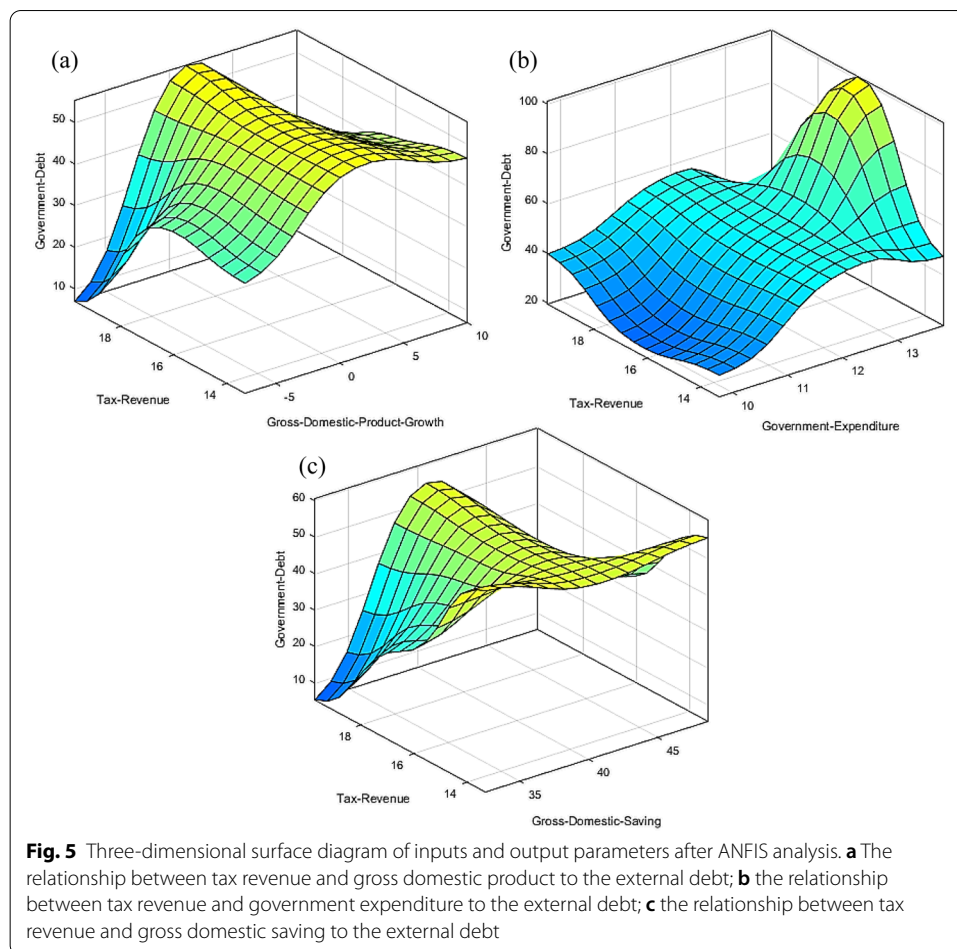 (a)
50
40
30
20
10
Government-Debt
18
16
14
Tax-Revenue
-5
0
5
10
Gross-Domestic-Product-Growth
(b)
100
80
60
40
20
Government-Debt
18
16
14
Tax-Revenue
10
11
12
13
Government-Expenditure
(c)
60
50
40
30
20
10
Government-Debt
18
16
14
Tax-Revenue
35
40
45
Gross-Domestic-Saving
Fig. 5 Three-dimensional surface diagram of inputs and output parameters after ANFIS analysis. a The
relationship between tax revenue and gross domestic product to the external debt; b the relationship
between tax revenue and government expenditure to the external debt; c the relationship between tax
revenue and gross domestic saving to the external debt